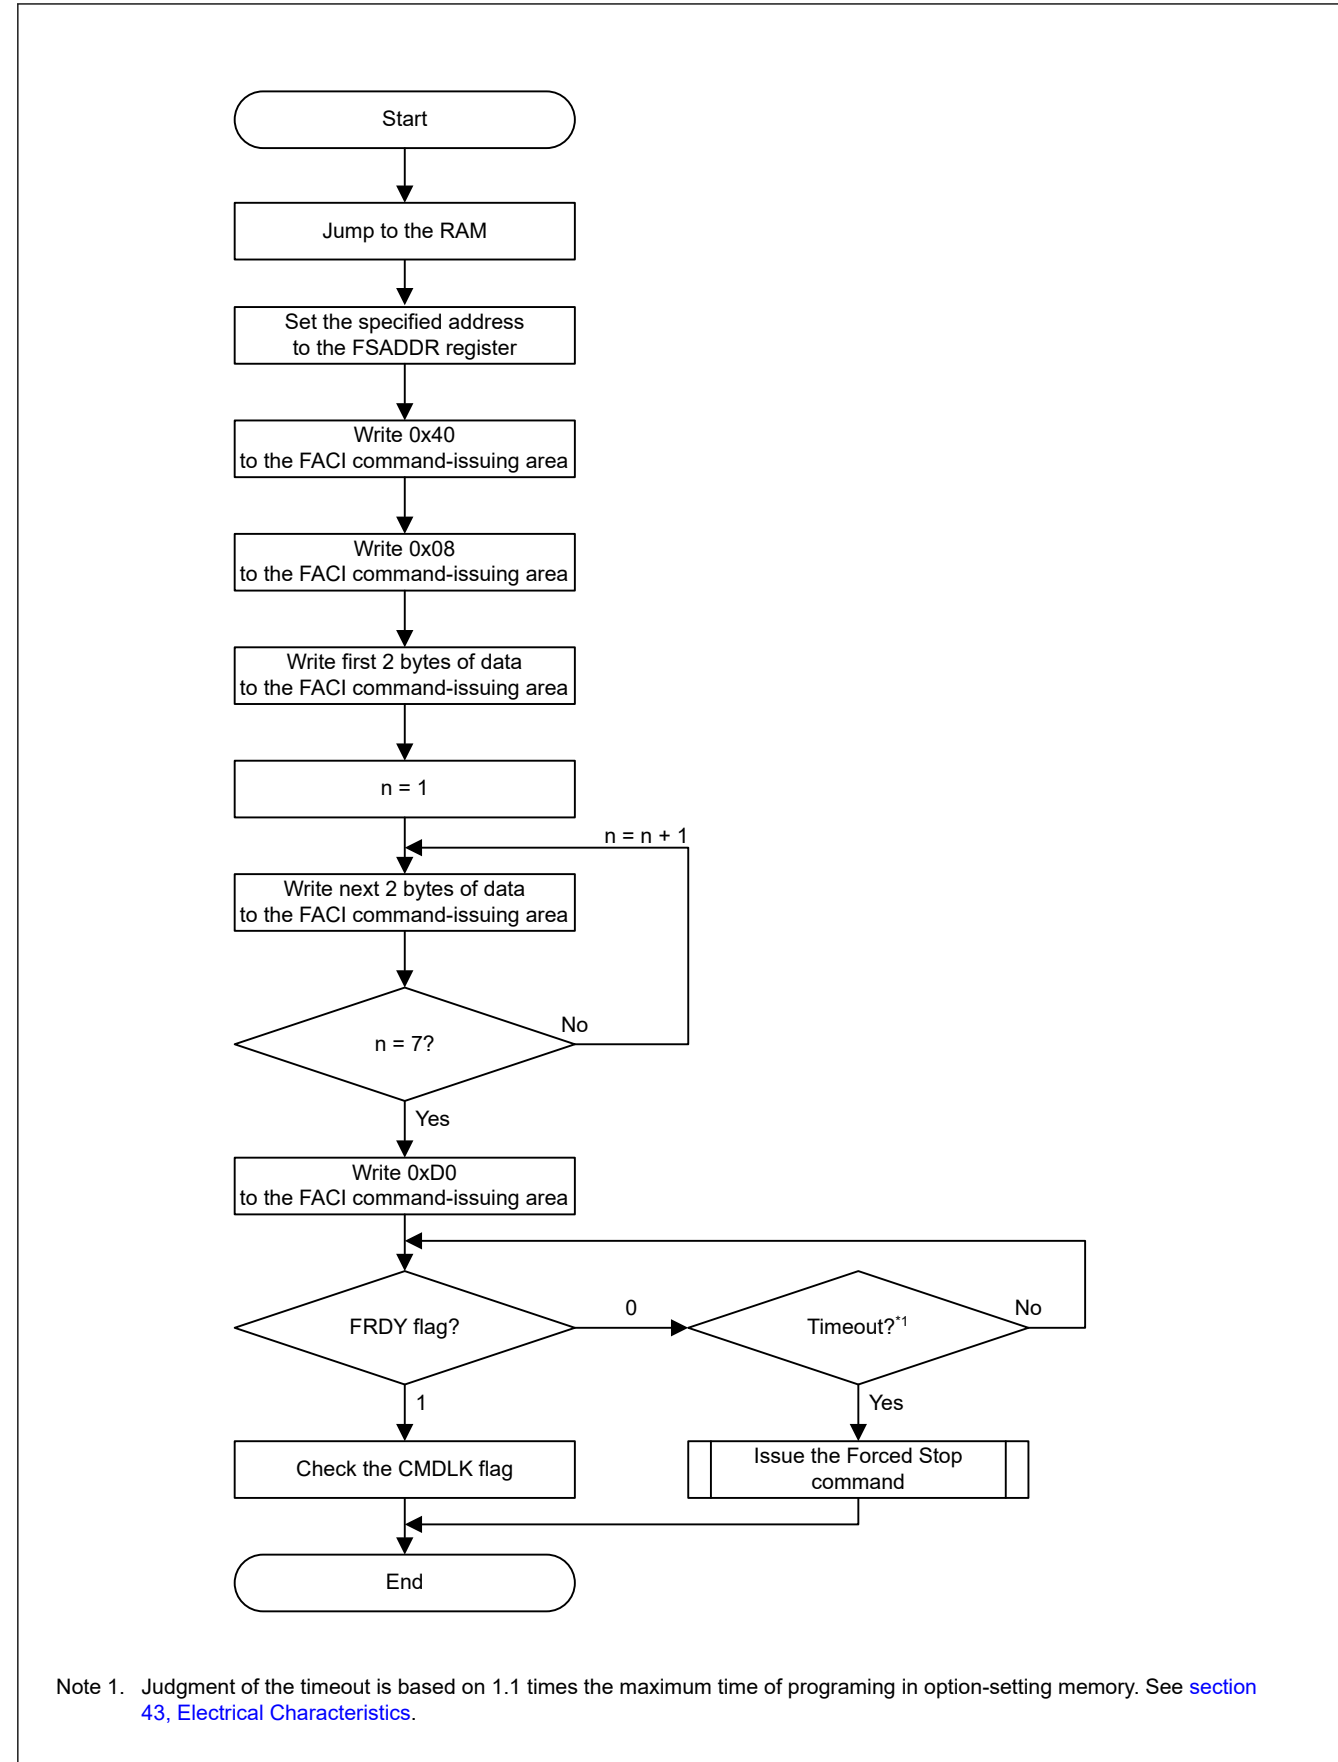 Start
Jump to the RAM
Set the specified address
to the FSADDR register
Write 0x40
to the FACI command-issuing area
Write 0x08
to the FACI command-issuing area
Write first 2 bytes of data
to the FACI command-issuing area
n = 1
n = n + 1
Write next 2 bytes of data
to the FACI command-issuing area
No
n = 7?
Yes
Write 0xD0
to the FACI command-issuing area
0
No
FRDY flag?
Timeout?*1
1
Yes
Check the CMDLK flag
Issue the Forced Stop
command
End
Note 1. Judgment of the timeout is based on 1.1 times the maximum time of programing in option-setting memory. See section
43, Electrical Characteristics.